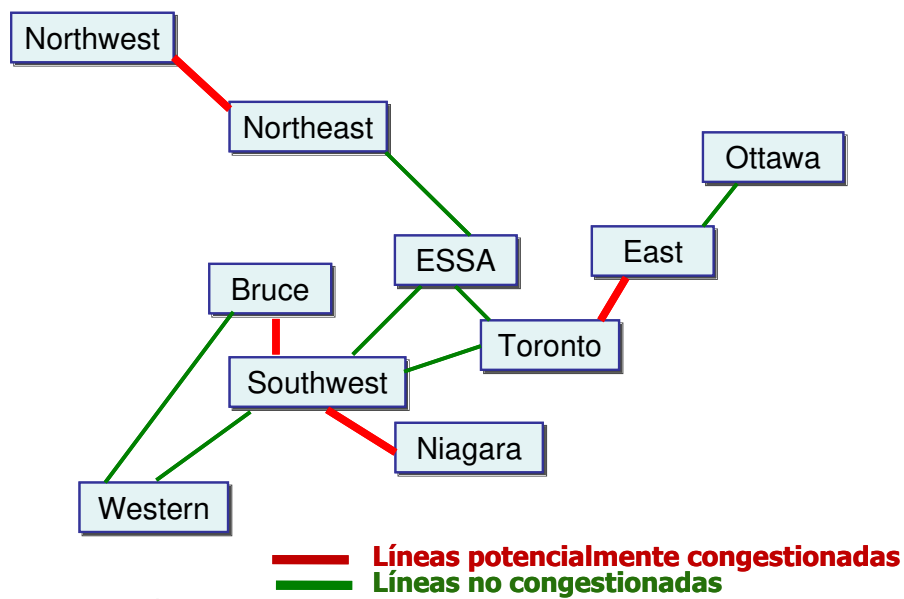 Northwest
Northeast
Ottawa
ESSA
East
Bruce
Toronto
Southwest
Niagara
Western
Líneas potencialmente congestionadas
Líneas no congestionadas